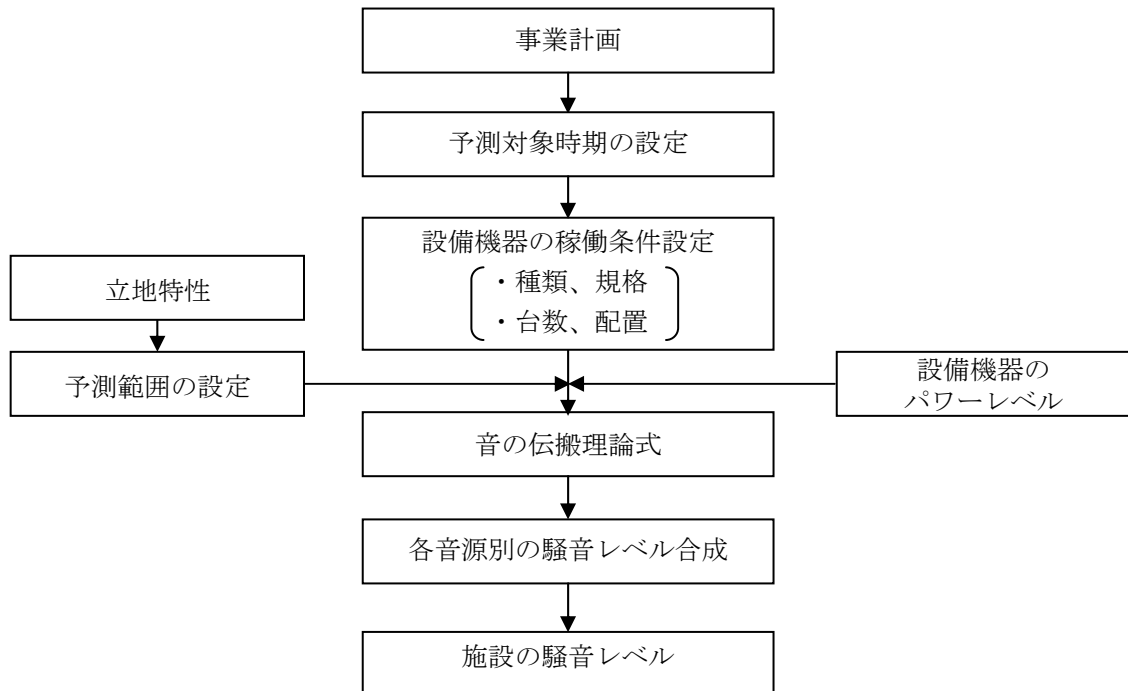 事業計画
予測対象時期の設定
設備機器の稼働条件設定
・種類、規格
・台数、配置
立地特性
予測範囲の設定
設備機器の
パワーレベル
音の伝搬理論式
各音源別の騒音レベル合成
施設の騒音レベル